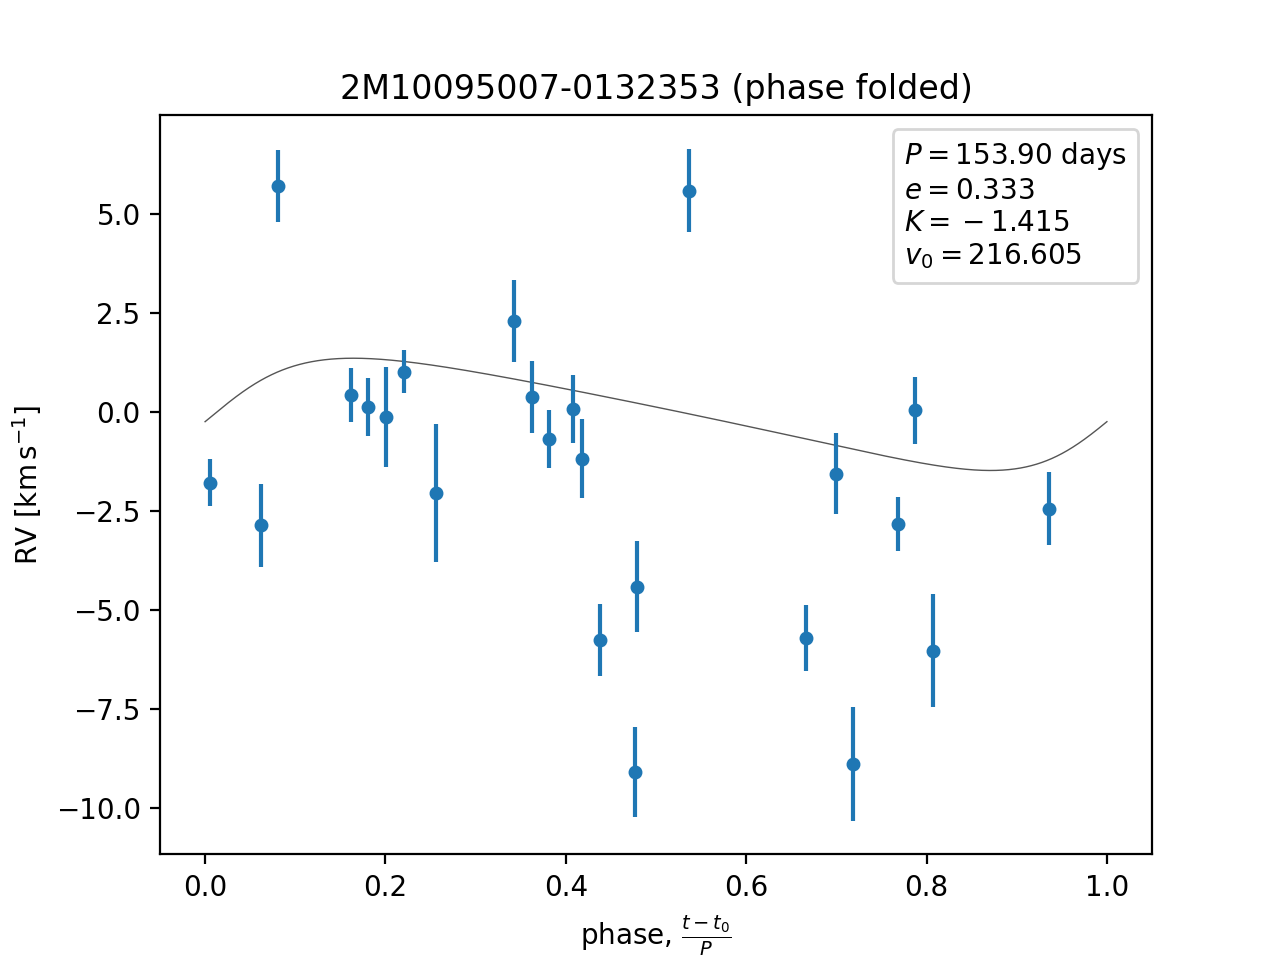 2M10095007-0132353 (phase folded)
P = 153.90 days
e = 0.333
K = −1.415
v₀ = 216.605
5.0
2.5
0.0
−2.5
−5.0
−7.5
−10.0
RV [km s⁻¹]
0.0 0.2 0.4 0.6 0.8 1.0
phase, (t − t₀)/P